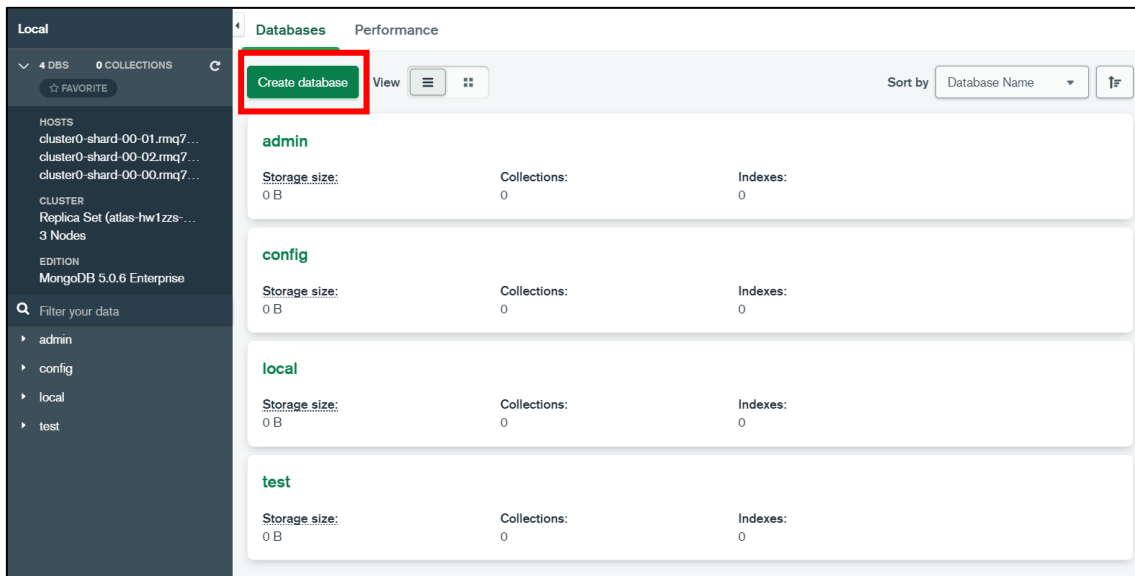 Local
4 DBS 0 COLLECTIONS
☆ FAVORITE
HOSTS
cluster0-shard-00-01.rmq7...
cluster0-shard-00-02.rmq7...
cluster0-shard-00-00.rmq7...
CLUSTER
Replica Set (atlas-hw1zzs-...
3 Nodes
EDITION
MongoDB 5.0.6 Enterprise
Filter your data
admin
config
local
test
Databases Performance
Create database View Sort by Database Name
admin
Storage size: Collections: Indexes:
0 B 0 0
config
Storage size: Collections: Indexes:
0 B 0 0
local
Storage size: Collections: Indexes:
0 B 0 0
test
Storage size: Collections: Indexes:
0 B 0 0